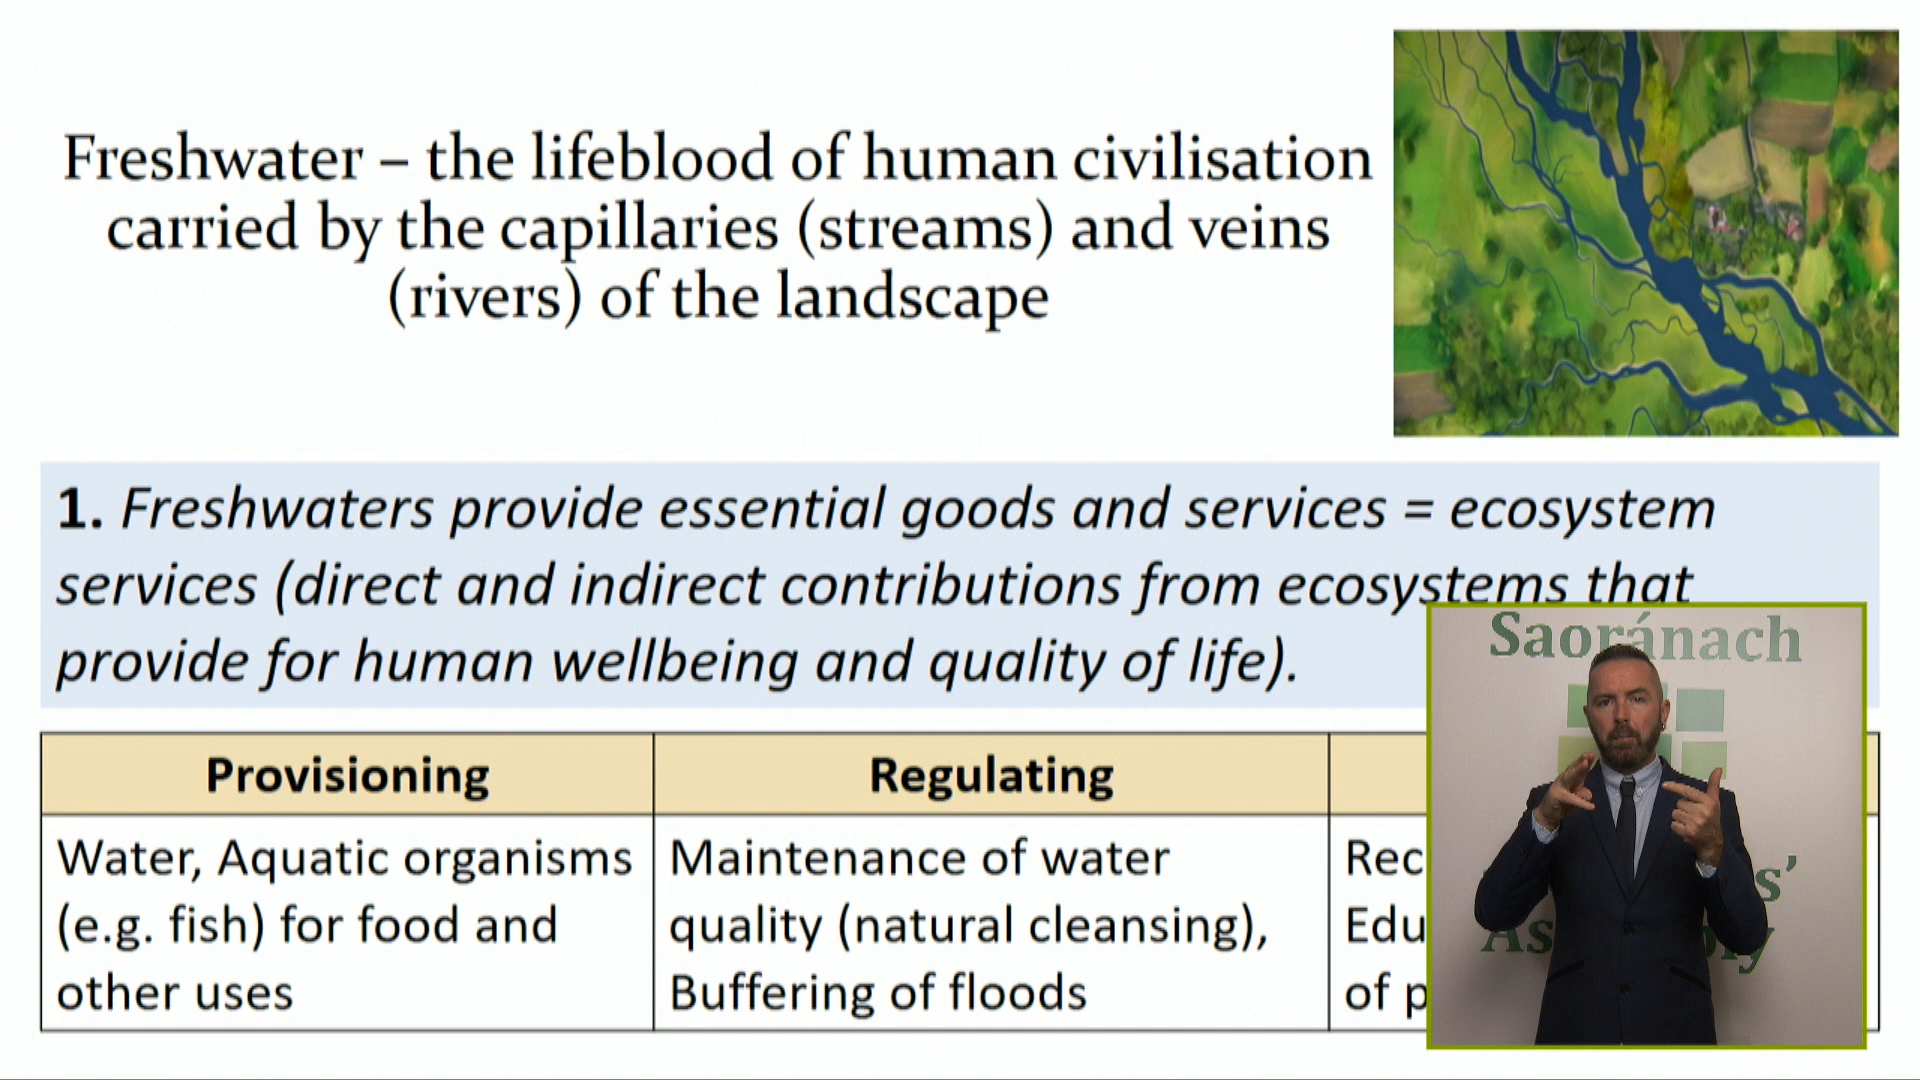 Freshwater – the lifeblood of human civilisation
carried by the capillaries (streams) and veins
(rivers) of the landscape
1. Freshwaters provide essential goods and services = ecosystem
services (direct and indirect contributions from ecosystems that
provide for human wellbeing and quality of life).
Provisioning
Regulating
Water, Aquatic organisms
(e.g. fish) for food and
other uses
Maintenance of water
quality (natural cleansing),
Buffering of floods
of
Saoránach